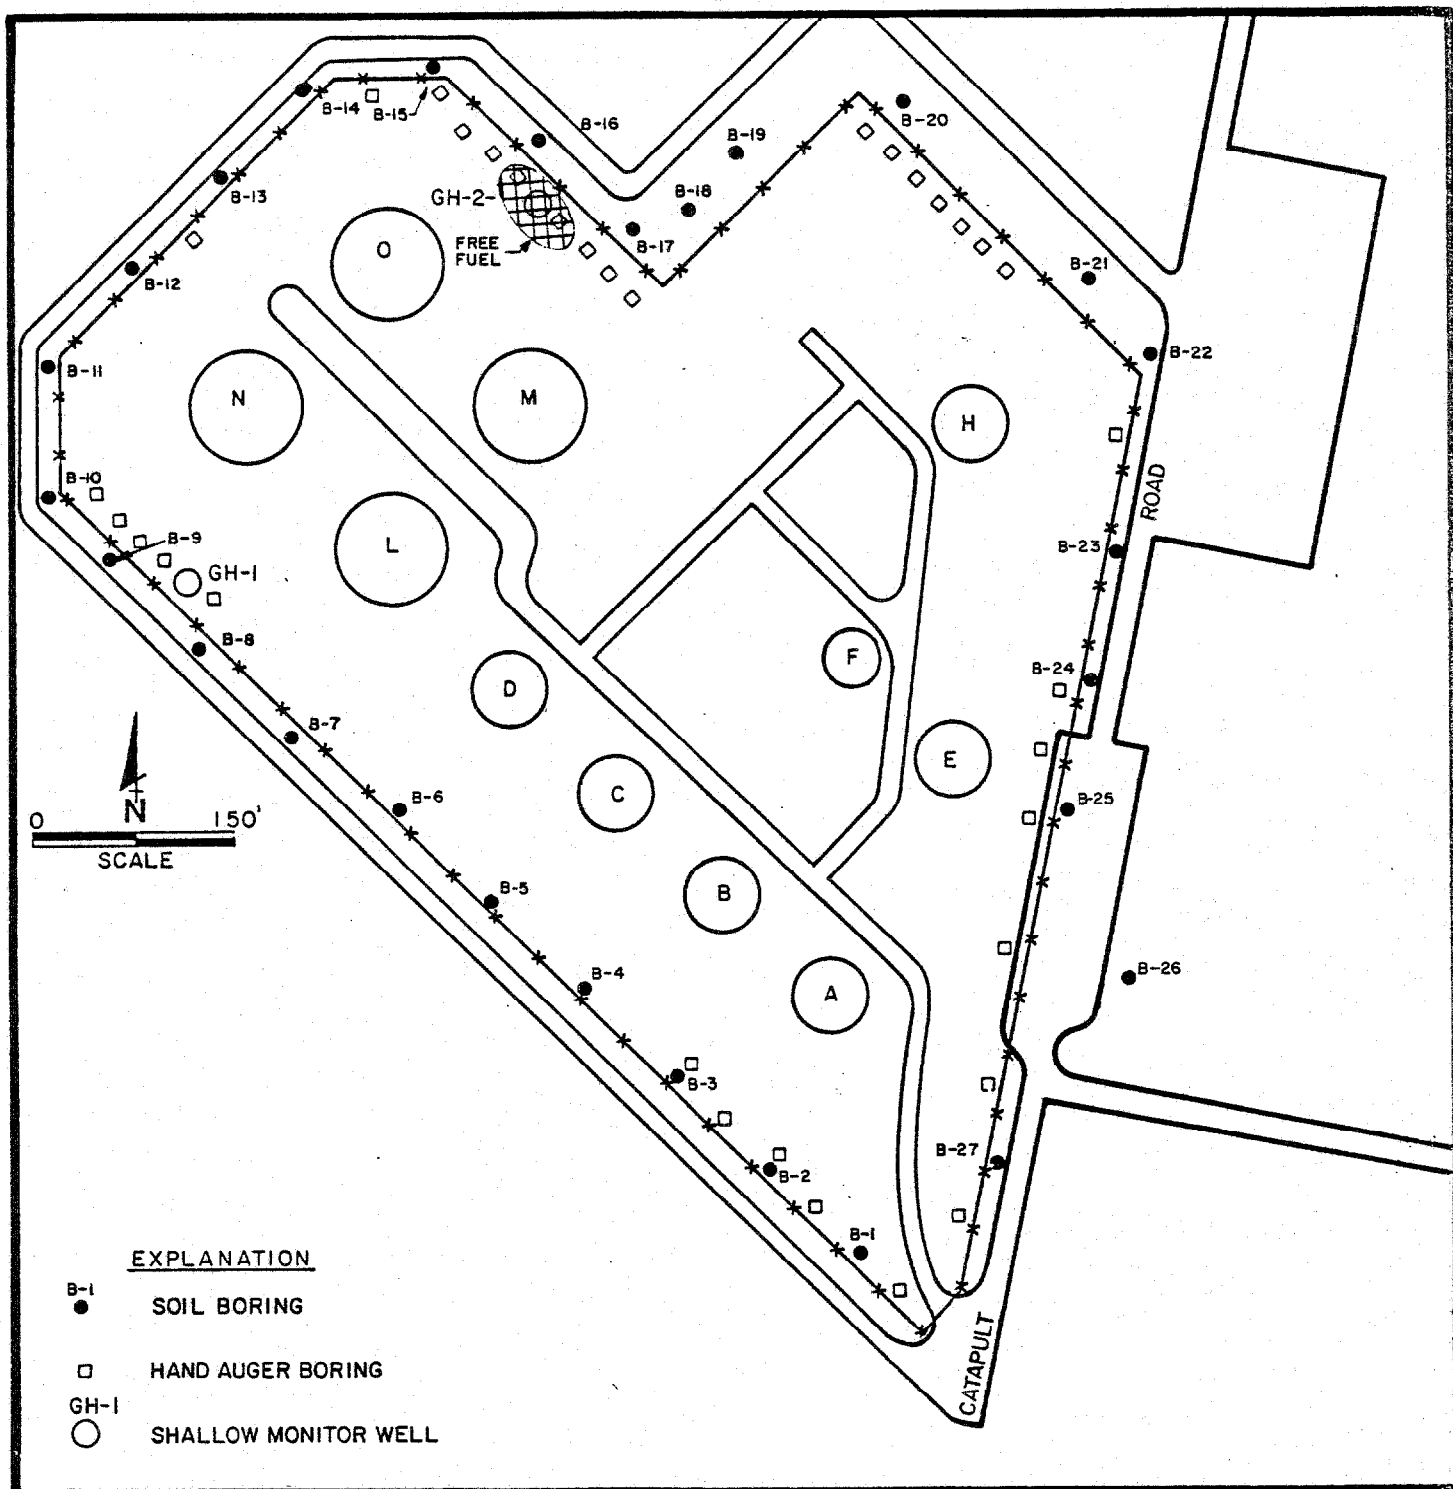 B-14
B-15
B-16
B-19
B-20
B-13
GH-2
B-18
FREE
FUEL
B-17
O
B-12
B-21
B-11
B-22
N
M
H
B-10
ROAD
B-9
L
B-23
GH-1
B-8
F
B-24
D
B-7
E
C
B-6
B-25
N
0 150'
SCALE
B-5
B
B-4
A
B-26
B-3
B-27
B-2
B-1
CATAPULT
EXPLANATION
B-1
SOIL BORING
HAND AUGER BORING
GH-1
SHALLOW MONITOR WELL